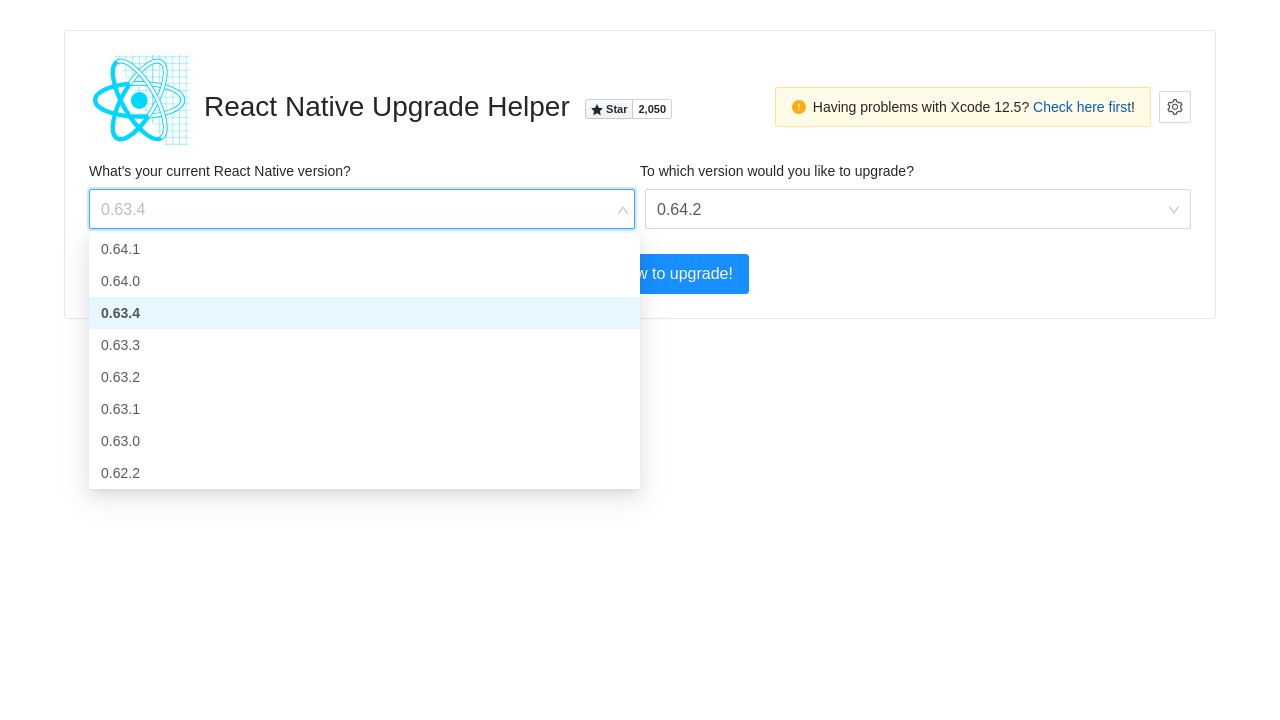 React Native Upgrade Helper
Star 2,050
Having problems with Xcode 12.5? Check here first!
What's your current React Native version?
To which version would you like to upgrade?
0.63.4
0.64.2
0.64.1
0.64.0
to upgrade!
0.63.4
0.63.3
0.63.2
0.63.1
0.63.0
0.62.2